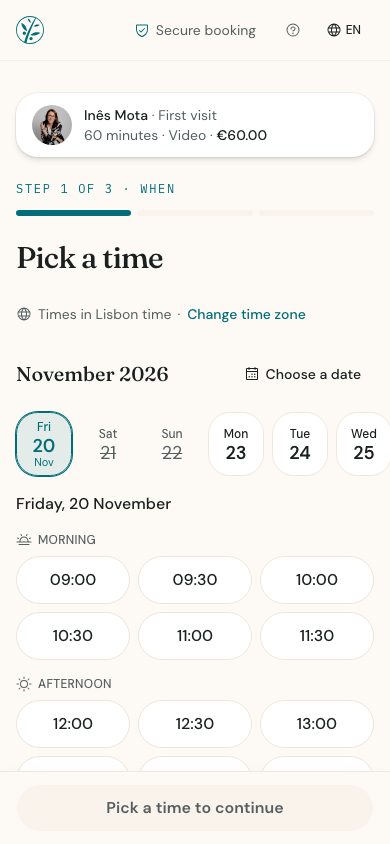 Secure booking
EN
Inês Mota · First visit
60 minutes · Video · €60.00
STEP 1 OF 3 · WHEN
Pick a time
Times in Lisbon time · Change time zone
November 2026
Choose a date
Fri
20
Nov
Sat
21
Sun
22
Mon
23
Tue
24
Wed
25
Friday, 20 November
MORNING
09:00
09:30
10:00
10:30
11:00
11:30
AFTERNOON
12:00
12:30
13:00
Pick a time to continue